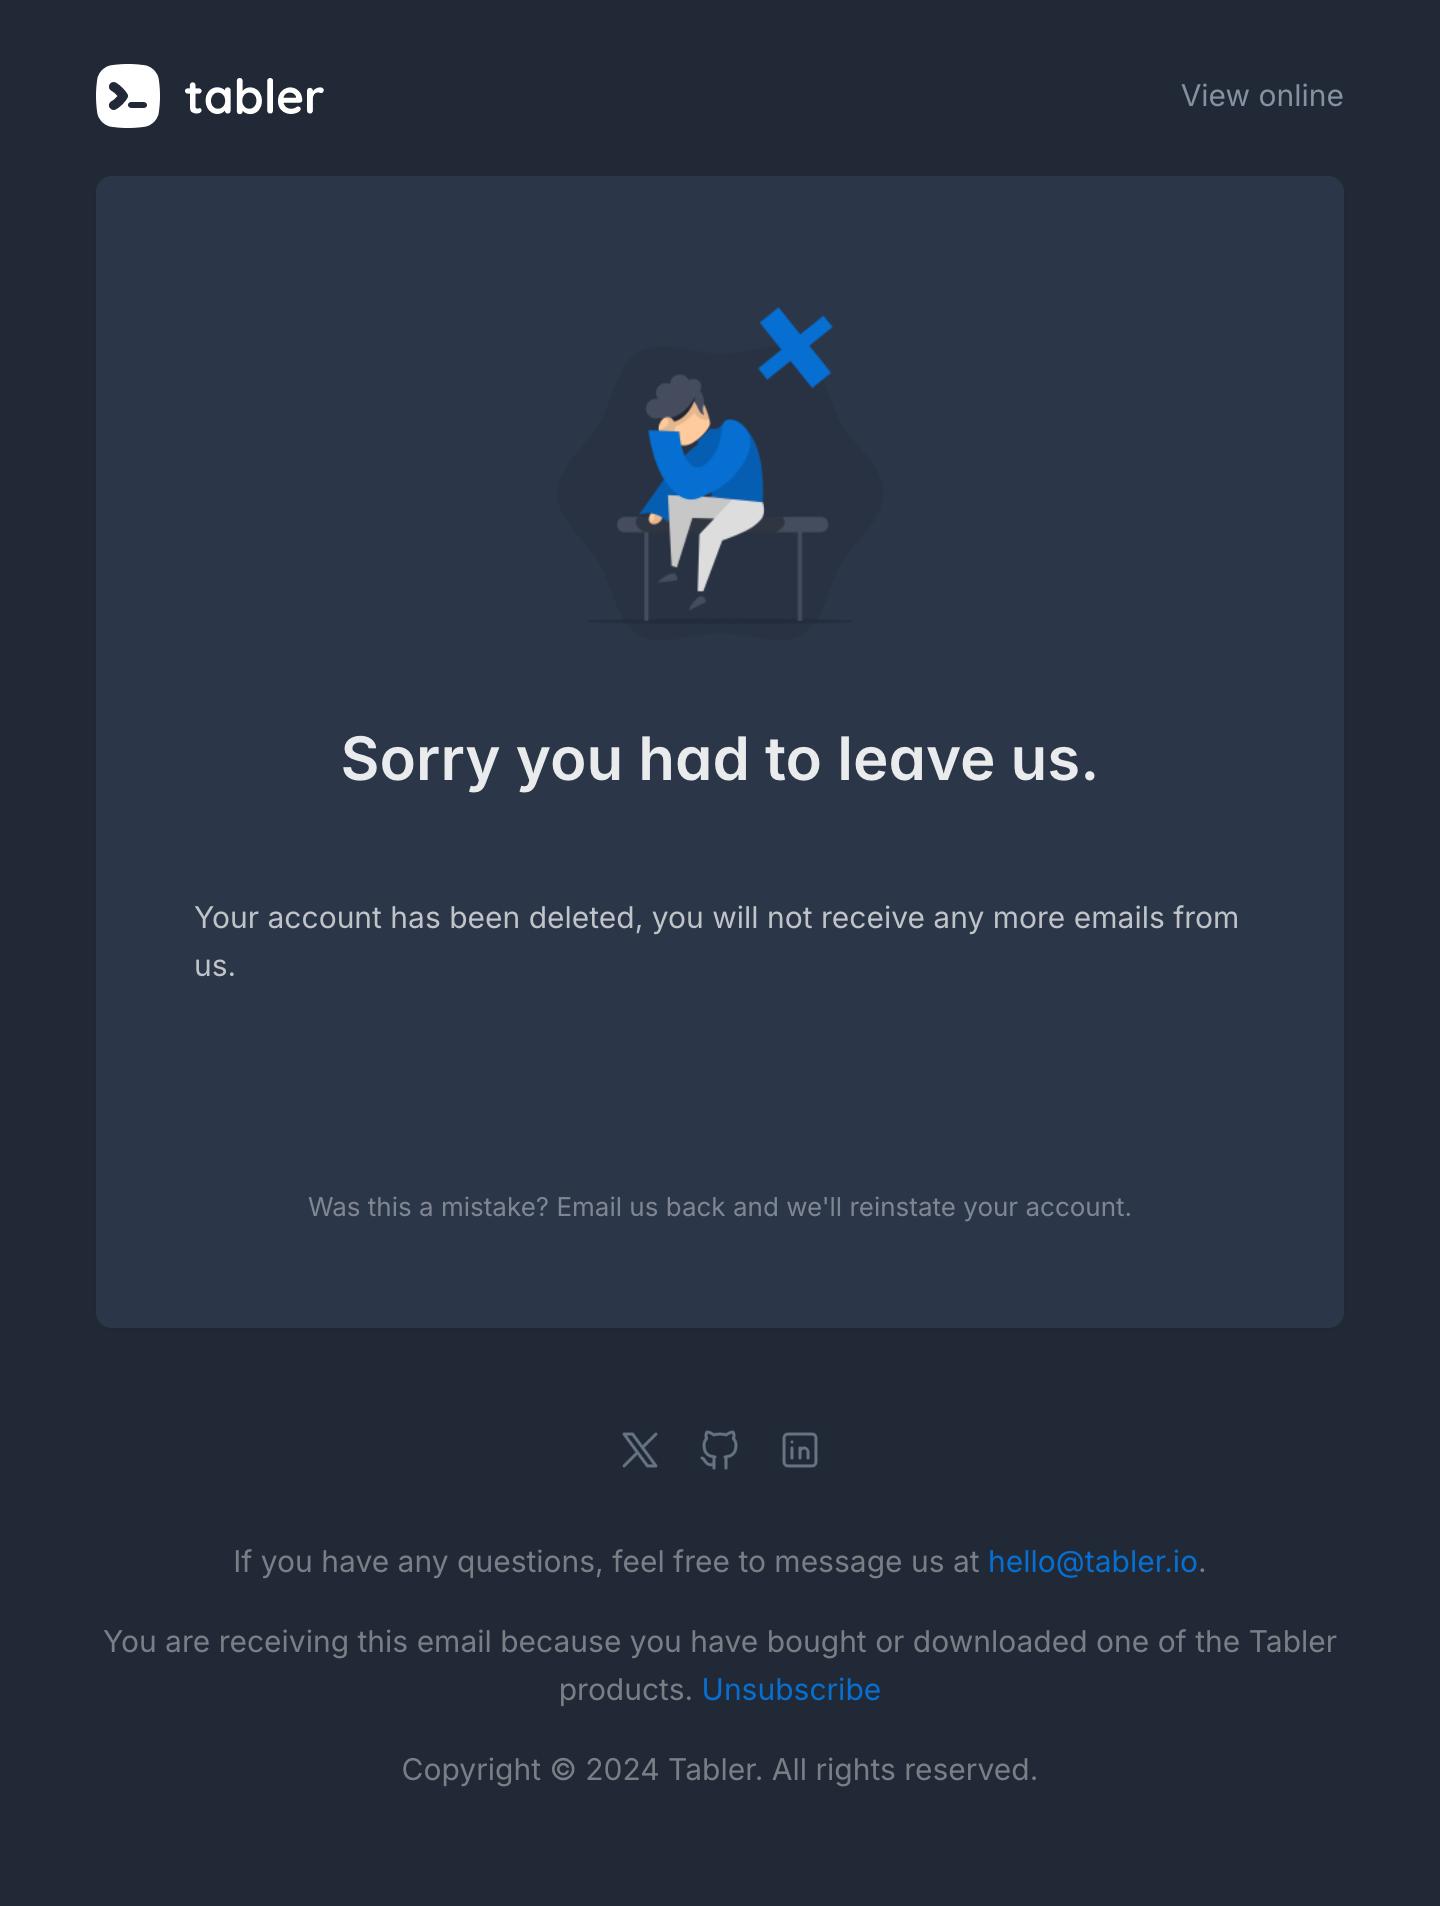 tabler
View online
Sorry you had to leave us.
Your account has been deleted, you will not receive any more emails from
us.
Was this a mistake? Email us back and we'll reinstate your account.
If you have any questions, feel free to message us at hello@tabler.io.
You are receiving this email because you have bought or downloaded one of the Tabler
products. Unsubscribe
Copyright © 2024 Tabler. All rights reserved.